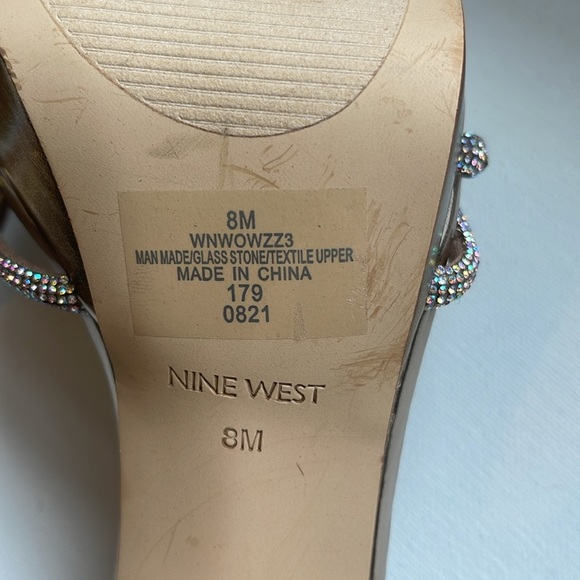 8M
WNWOWZZ3
MAN MADE/GLASS STONE/TEXTILE UPPER
MADE IN CHINA
179
0821
NINE WEST
8M